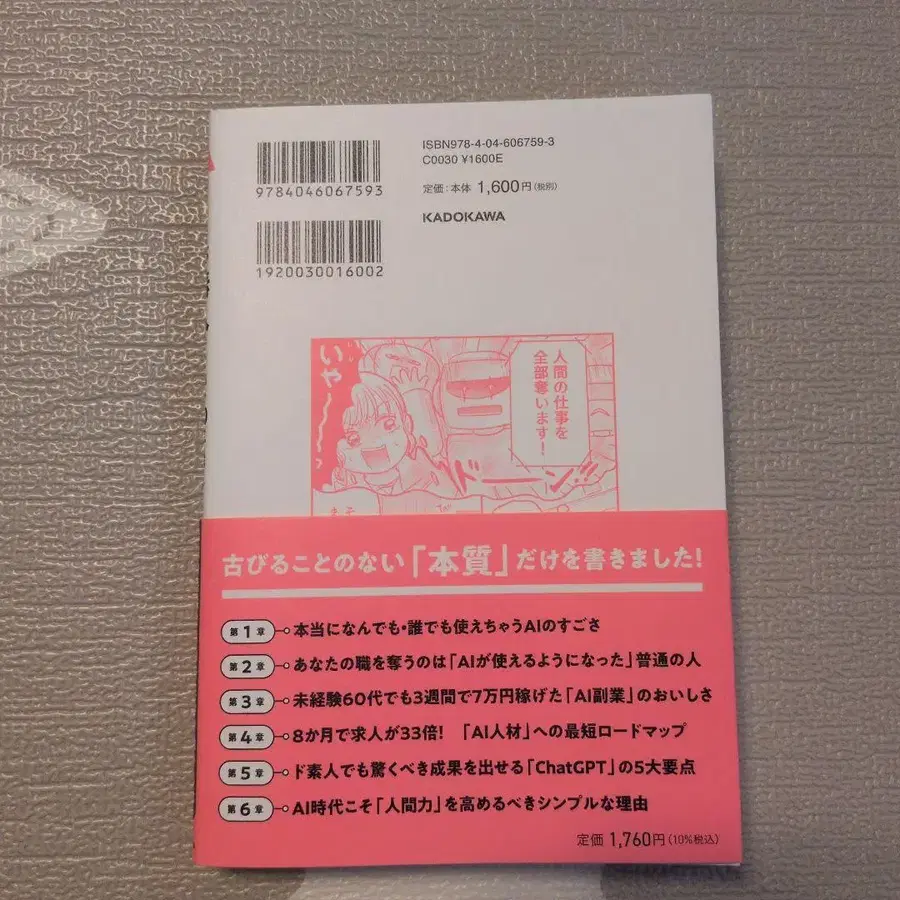 9784046067593
1920030016002
ISBN978-4-04-606759-3
C0030 ¥1600E
定価:本体 1,600円(税別)
KADOKAWA
人間の仕事を
全部奪います!
いや〜〜〜
ドーン!!
古びることのない「本質」だけを書きました!
第1章 本当になんでも・誰でも使えちゃうAIのすごさ
第2章 あなたの職を奪うのは「AIが使えるようになった」普通の人
第3章 未経験60代でも3週間で7万円稼げた「AI副業」のおいしさ
第4章 8か月で求人が33倍! 「AI人材」への最短ロードマップ
第5章 ド素人でも驚くべき成果を出せる「ChatGPT」の5大要点
第6章 AI時代こそ「人間力」を高めるべきシンプルな理由
定価 1,760円(10%税込)